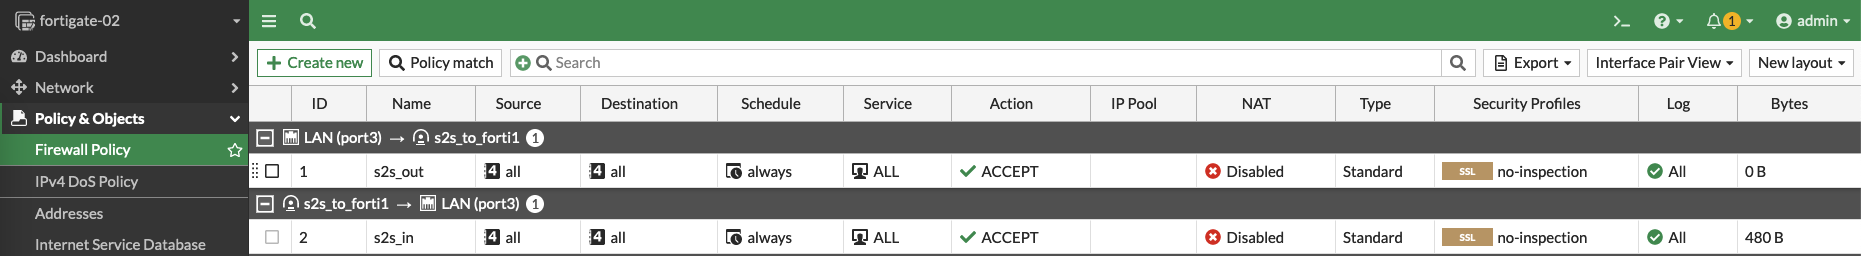 fortigate-02
1
admin
Dashboard
Network
Policy & Objects
Firewall Policy
IPv4 DoS Policy
Addresses
Internet Service Database
Create new
Policy match
Search
Export
Interface Pair View
New layout
ID Name Source Destination Schedule Service Action IP Pool NAT Type Security Profiles Log Bytes
LAN (port3) → s2s_to_forti1 1
1 s2s_out 4 all 4 all always ALL ACCEPT Disabled Standard SSL no-inspection All 0 B
s2s_to_forti1 → LAN (port3) 1
2 s2s_in 4 all 4 all always ALL ACCEPT Disabled Standard SSL no-inspection All 480 B